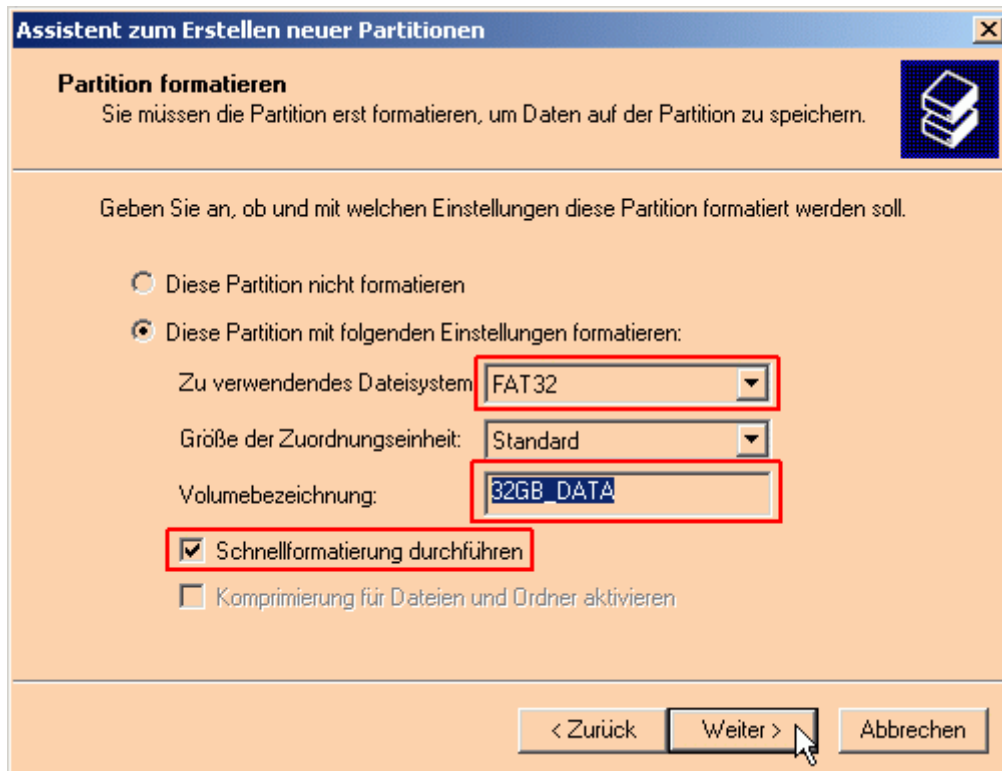 Assistent zum Erstellen neuer Partitionen
Partition formatieren
Sie müssen die Partition erst formatieren, um Daten auf der Partition zu speichern.
Geben Sie an, ob und mit welchen Einstellungen diese Partition formatiert werden soll.
Diese Partition nicht formatieren
Diese Partition mit folgenden Einstellungen formatieren:
Zu verwendendes Dateisystem FAT32
Größe der Zuordnungseinheit: Standard
Volumebezeichnung: 32GB_DATA
Schnellformatierung durchführen
Komprimierung für Dateien und Ordner aktivieren
< Zurück Weiter > Abbrechen